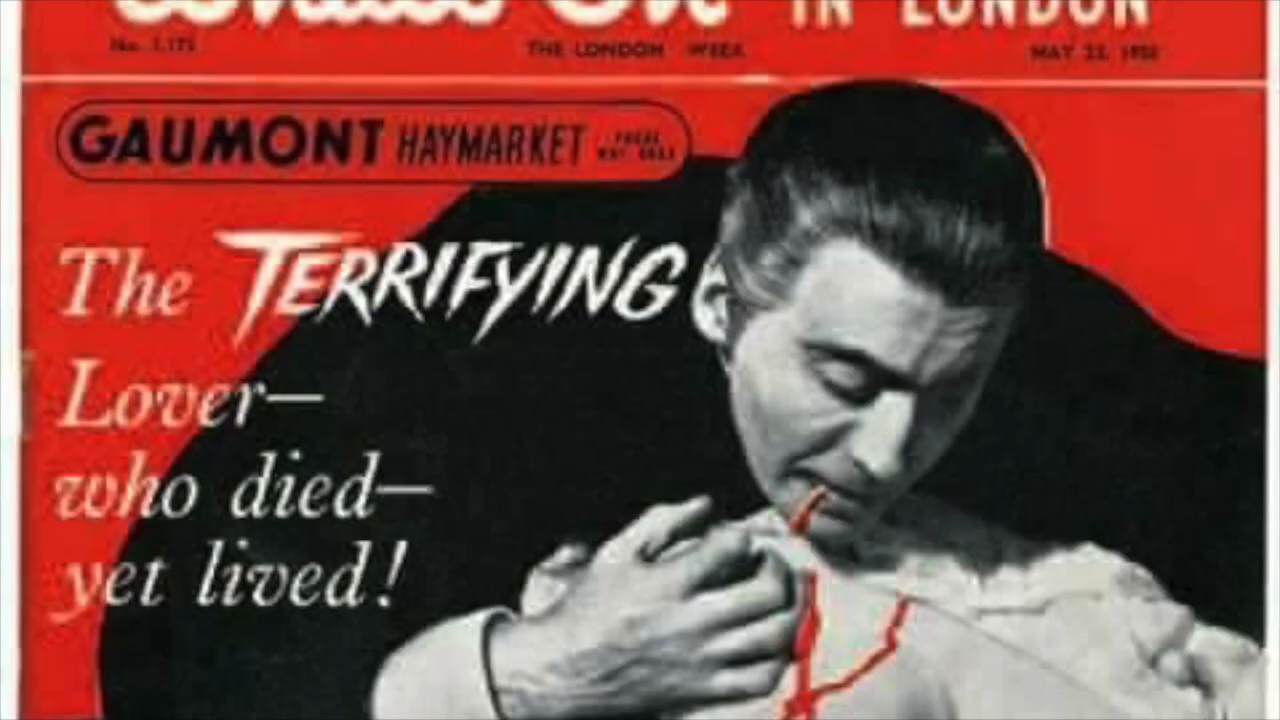 IN LONDON
THE LONDON WEEK
GAUMONT HAYMARKET
The TERRIFYING
Lover—
who died—
yet lived!